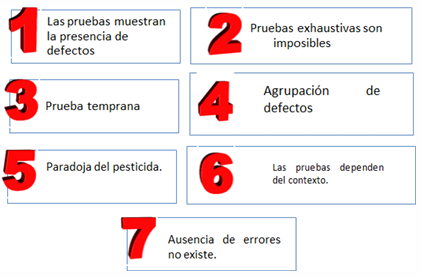 1 Las pruebas muestran
la presencia de
defectos
2 Pruebas exhaustivas son
imposibles
3 Prueba temprana
4 Agrupación de
defectos
5 Paradoja del pesticida.
6 Las pruebas dependen
del contexto.
7 Ausencia de errores
no existe.